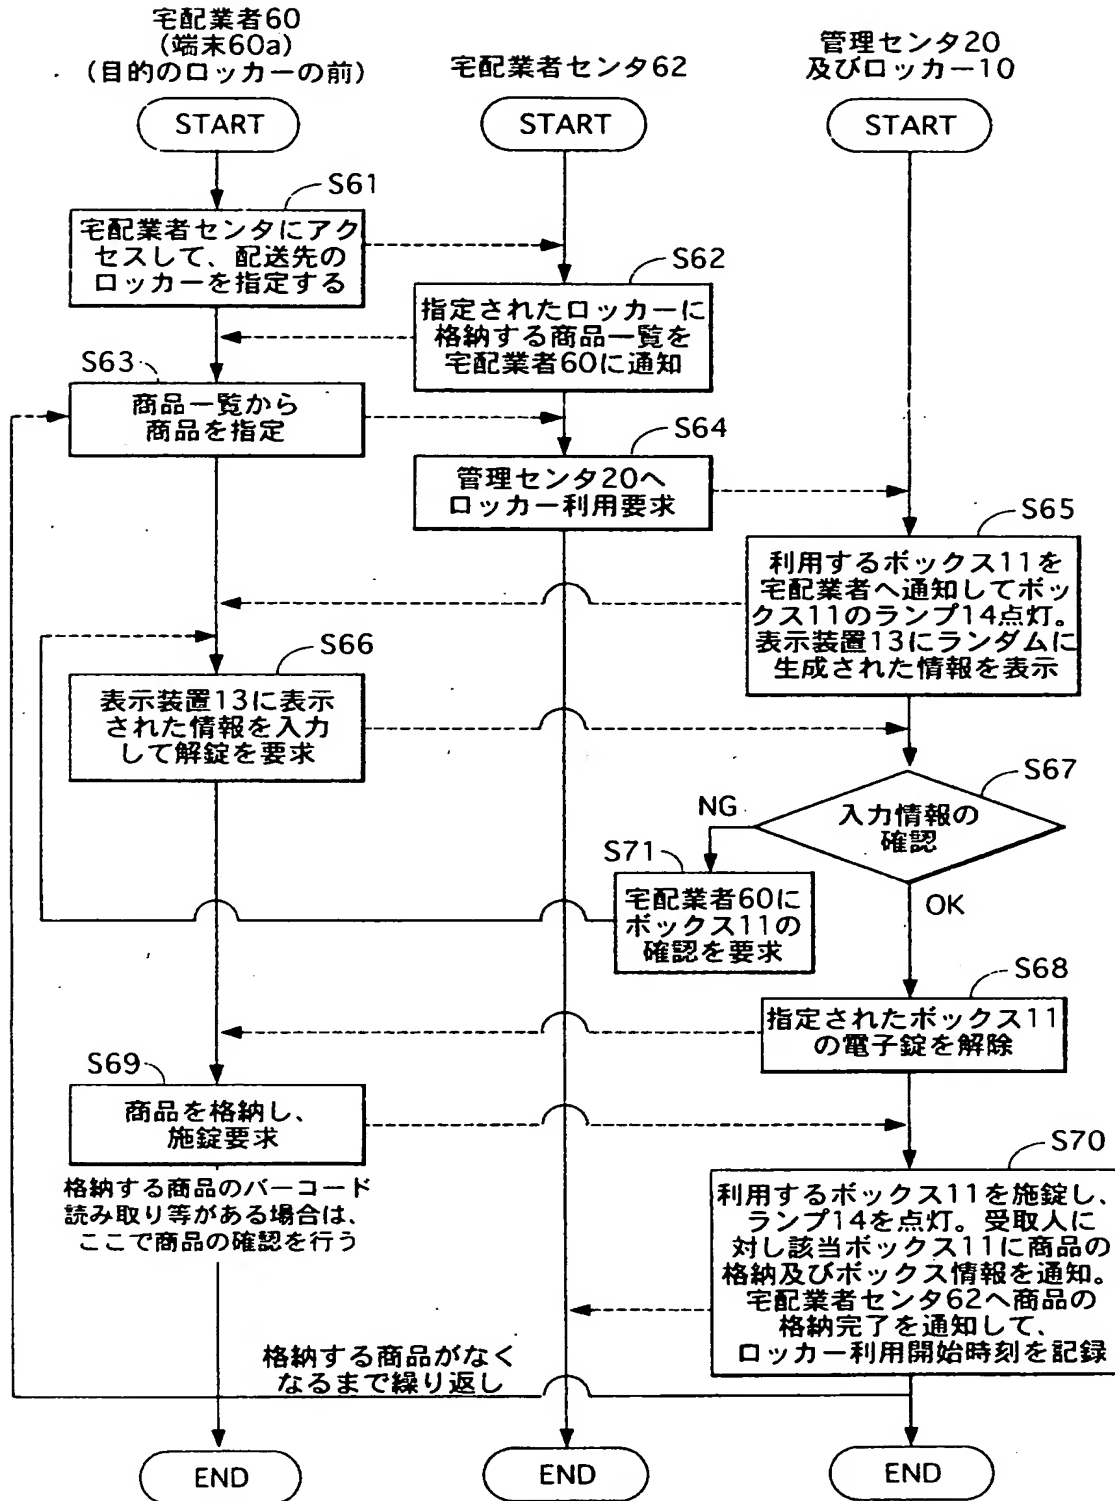 宅配業者60
(端末60a)
(目的のロッカーの前)
宅配業者センタ62
管理センタ20
及びロッカー10
START
START
START
S61
宅配業者センタにアク
セスして、配送先の
ロッカーを指定する
S62
指定されたロッカーに
格納する商品一覧を
宅配業者60に通知
S63
商品一覧から
商品を指定
S64
管理センタ20へ
ロッカー利用要求
S65
利用するボックス11を
宅配業者へ通知してボッ
クス11のランプ14点灯。
表示装置13にランダムに
生成された情報を表示
S66
表示装置13に表示
された情報を入力
して解錠を要求
S67
入力情報の
確認
NG
OK
S71
宅配業者60に
ボックス11の
確認を要求
S68
指定されたボックス11
の電子錠を解除
S69
商品を格納し、
施錠要求
格納する商品のバーコード
読み取り等がある場合は、
ここで商品の確認を行う
S70
利用するボックス11を施錠し、
ランプ14を点灯。受取人に
対し該当ボックス11に商品の
格納及びボックス情報を通知。
宅配業者センタ62へ商品の
格納完了を通知して、
ロッカー利用開始時刻を記録
格納する商品がなく
なるまで繰り返し
END
END
END